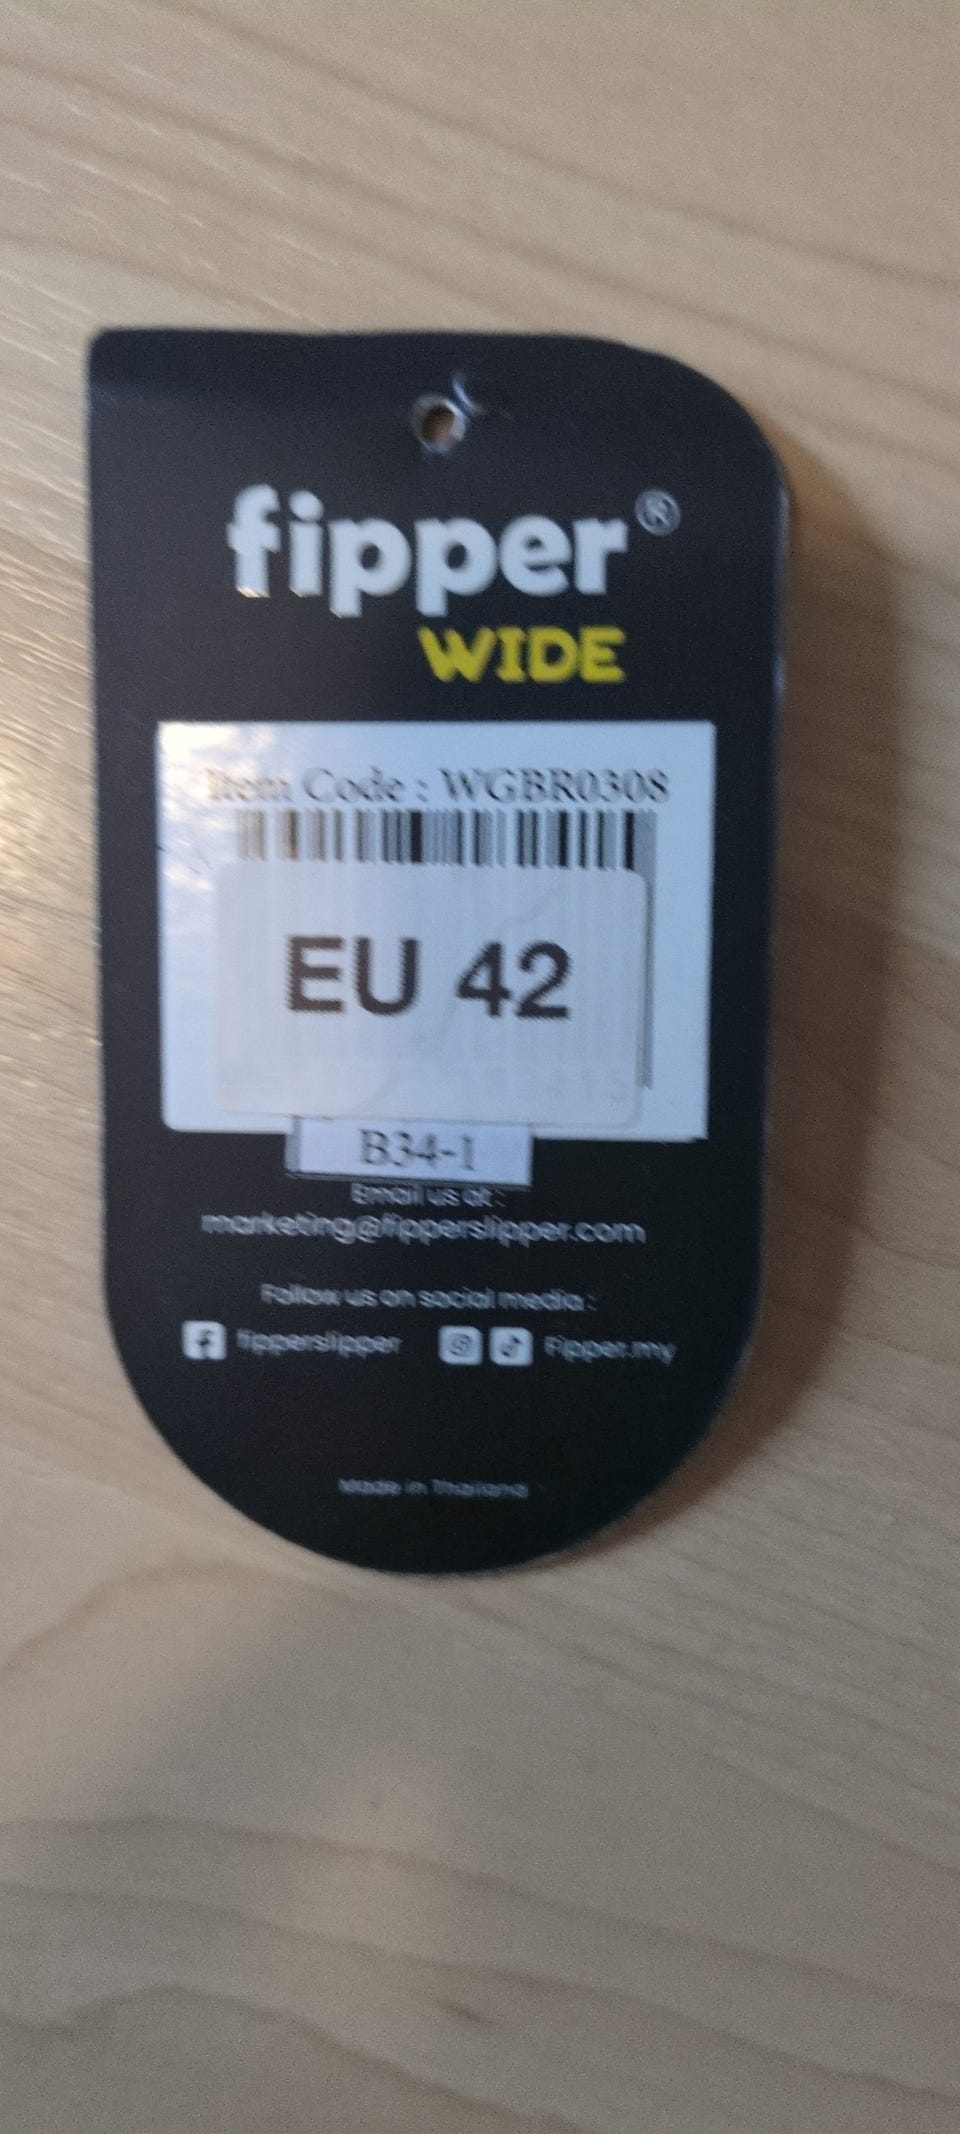 fipper®
WIDE
Item Code : WGBR0308
EU 42
B34-1
Email us at :
marketing@fipperslipper.com
Follow us on social media :
fipperslipper Fipper.my
Made in Thailand